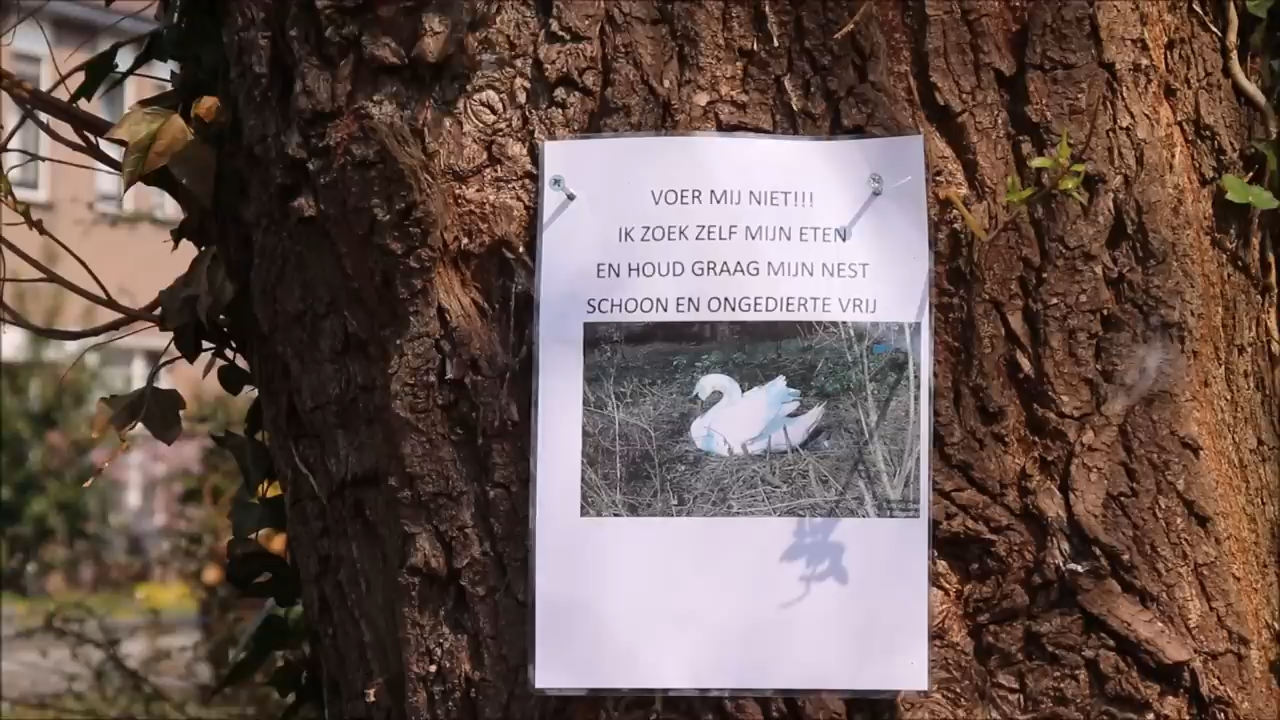 VOER MIJ NIET!!!
IK ZOEK ZELF MIJN ETEN
EN HOUD GRAAG MIJN NEST
SCHOON EN ONGEDIERTE VRIJ